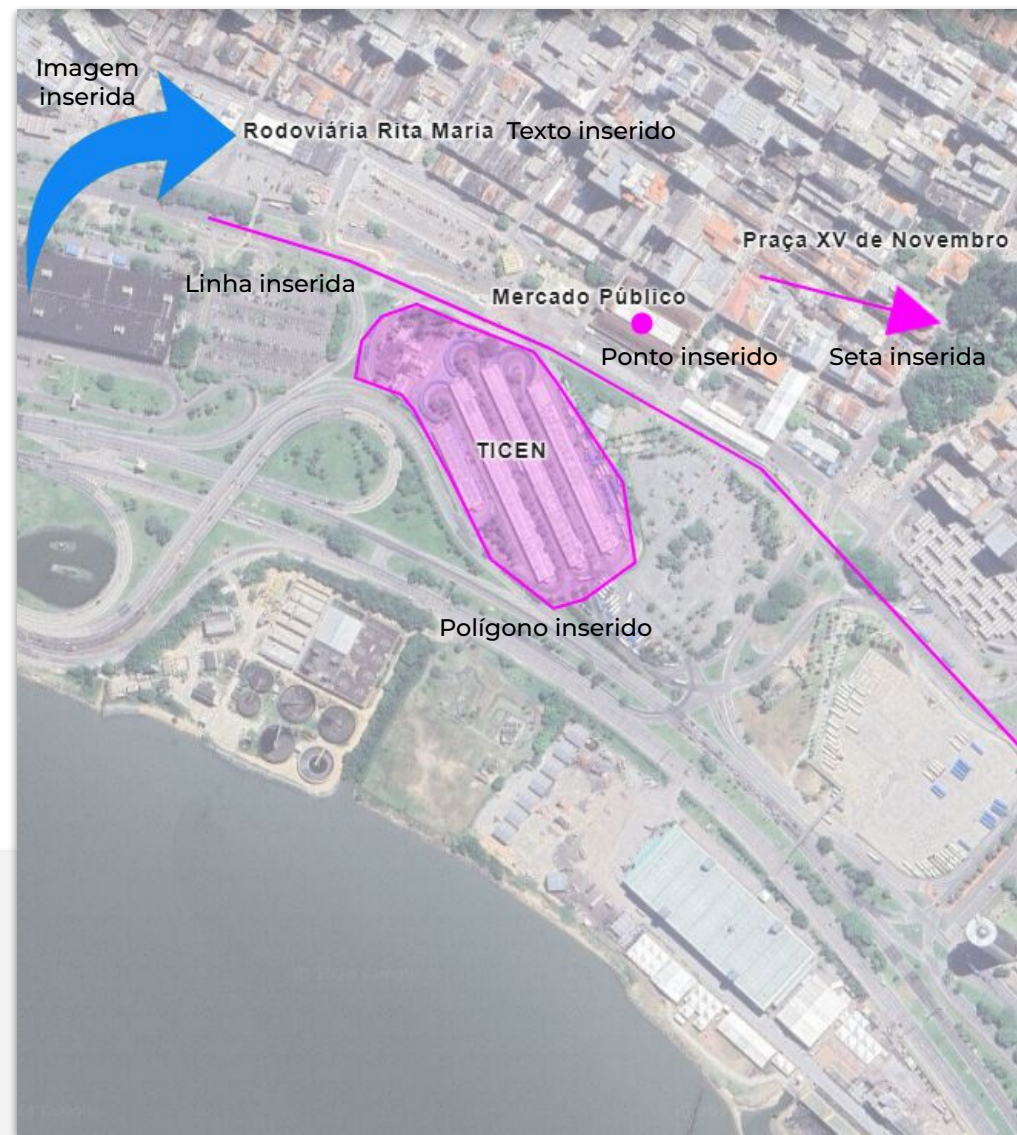 Imagem
inserida
Rodoviária Rita Maria Texto inserido
Praça XV de Novembro
Linha inserida
Mercado Público
Ponto inserido
Seta inserida
TICEN
Polígono inserido